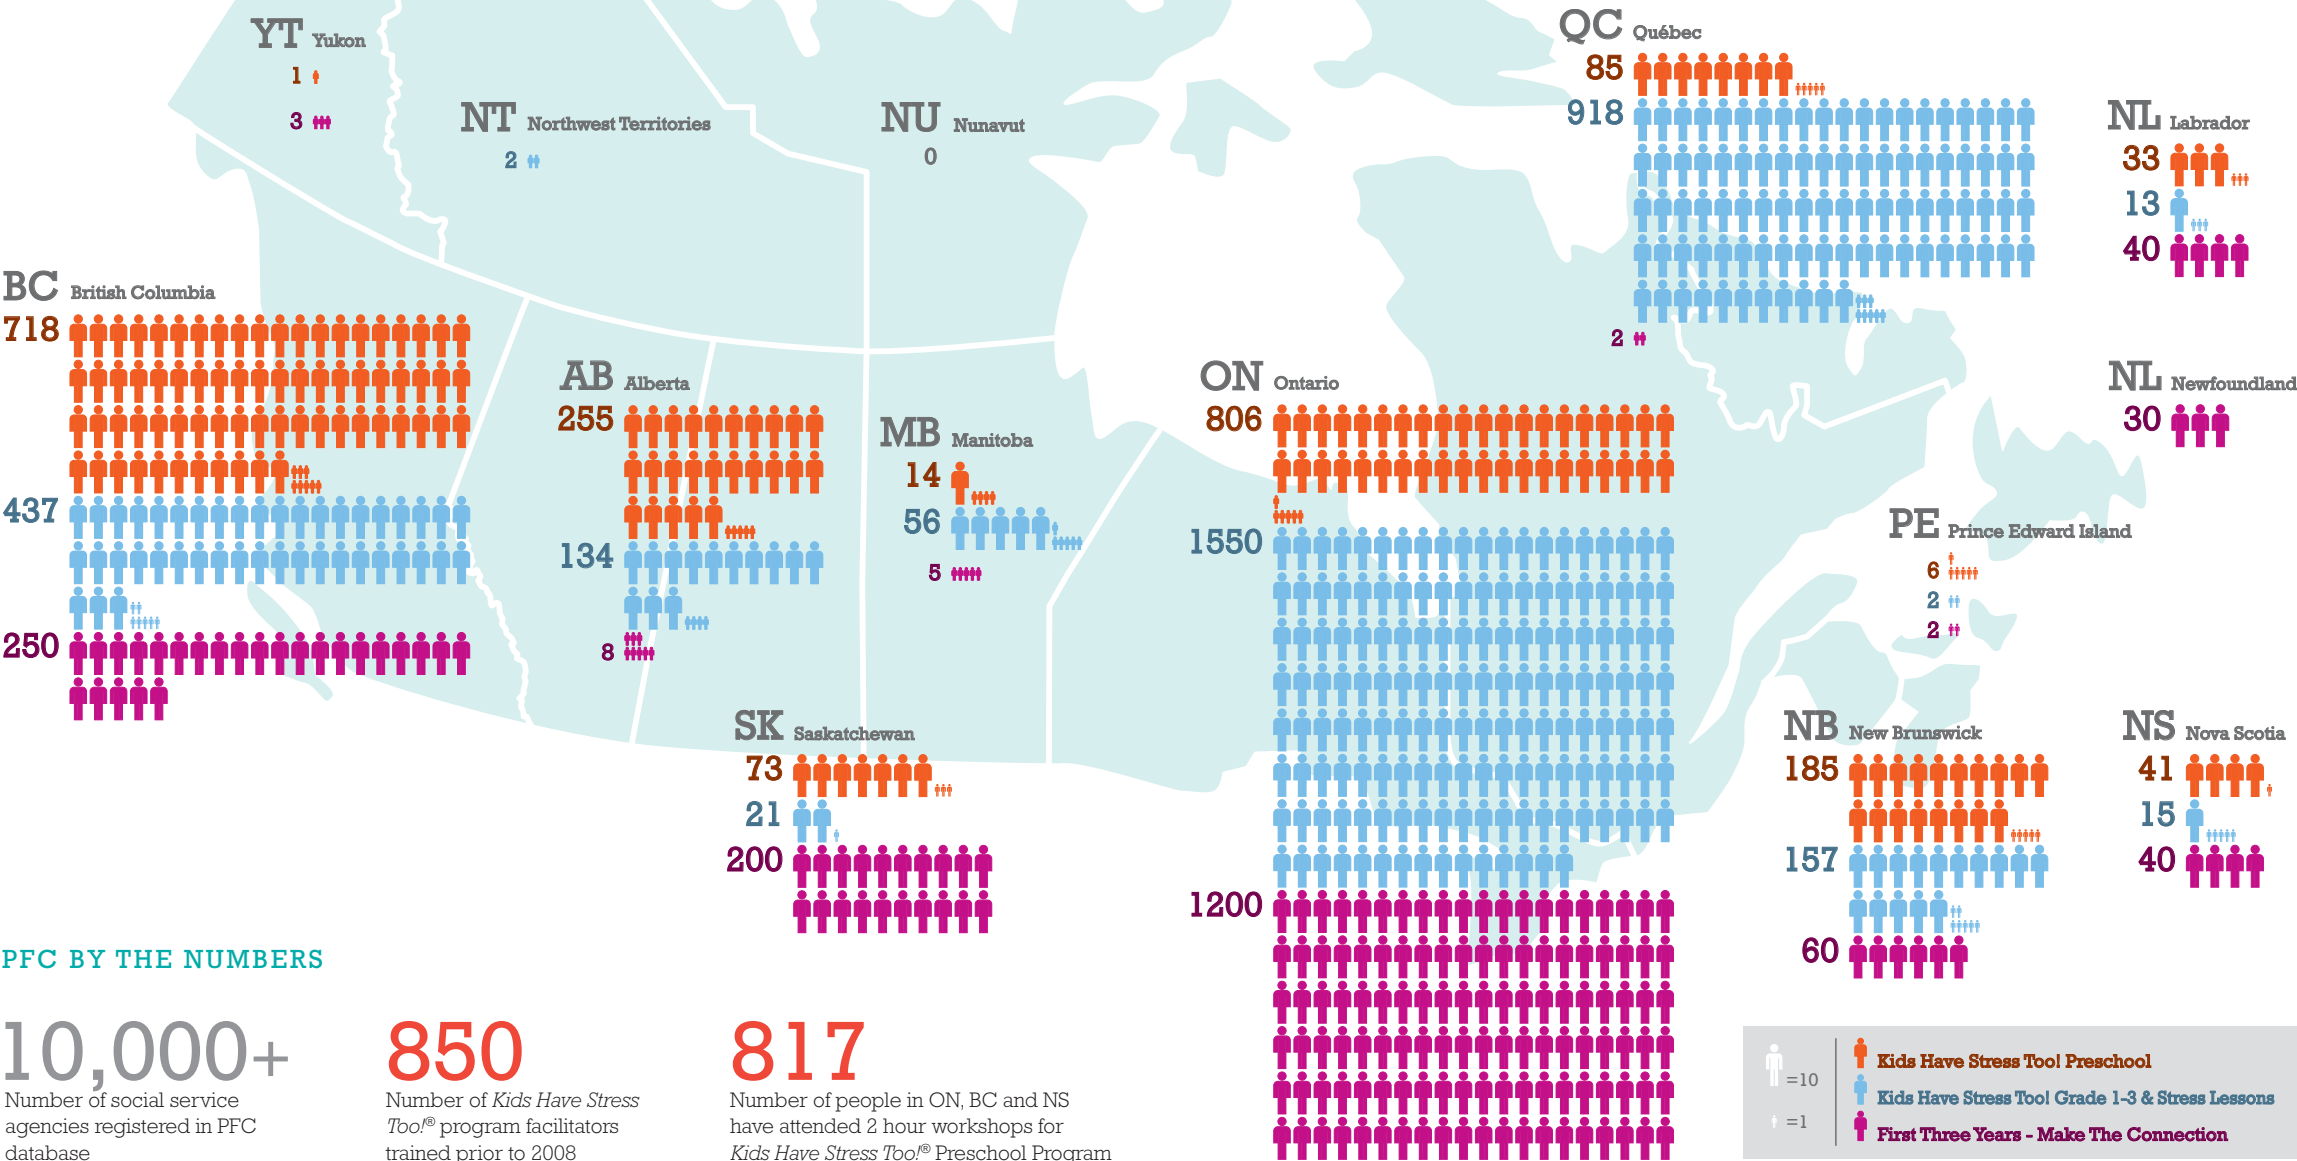 YT Yukon
1
3
NT Northwest Territories
2
NU Nunavut
0
QC Québec
85
918
2
NL Labrador
33
13
40
BC British Columbia
718
437
250
AB Alberta
255
134
8
MB Manitoba
14
56
5
ON Ontario
806
1550
1200
NL Newfoundland
30
PE Prince Edward Island
6
2
2
SK Saskatchewan
73
21
200
NB New Brunswick
185
157
60
NS Nova Scotia
41
15
40
PFC BY THE NUMBERS
10,000+
Number of social service
agencies registered in PFC
database
850
Number of Kids Have Stress
Too!® program facilitators
trained prior to 2008
817
Number of people in ON, BC and NS
have attended 2 hour workshops for
Kids Have Stress Too!® Preschool Program
=10
=1
Kids Have Stress Too! Preschool
Kids Have Stress Too! Grade 1-3 & Stress Lessons
First Three Years - Make The Connection